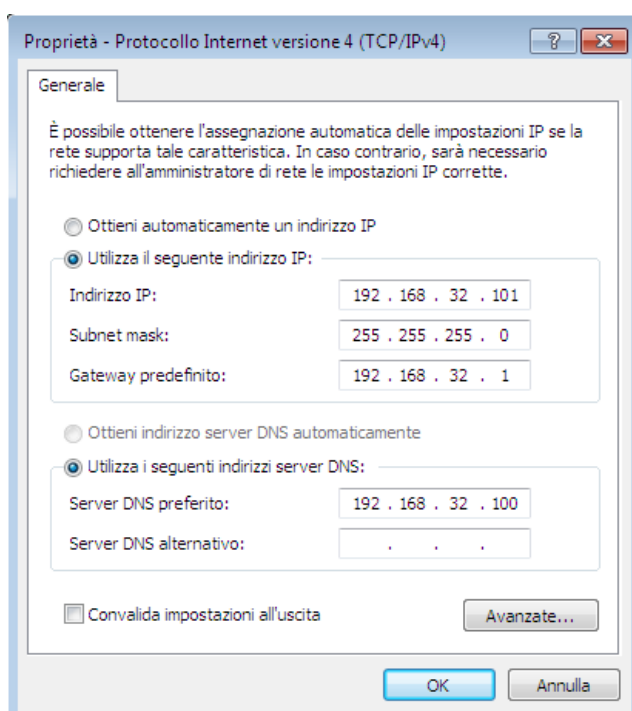 Proprietà - Protocollo Internet versione 4 (TCP/IPv4)
Generale
È possibile ottenere l'assegnazione automatica delle impostazioni IP se la
rete supporta tale caratteristica. In caso contrario, sarà necessario
richiedere all'amministratore di rete le impostazioni IP corrette.
Ottieni automaticamente un indirizzo IP
Utilizza il seguente indirizzo IP:
Indirizzo IP: 192 . 168 . 32 . 101
Subnet mask: 255 . 255 . 255 . 0
Gateway predefinito: 192 . 168 . 32 . 1
Ottieni indirizzo server DNS automaticamente
Utilizza i seguenti indirizzi server DNS:
Server DNS preferito: 192 . 168 . 32 . 100
Server DNS alternativo: . . .
Convalida impostazioni all'uscita Avanzate...
OK Annulla